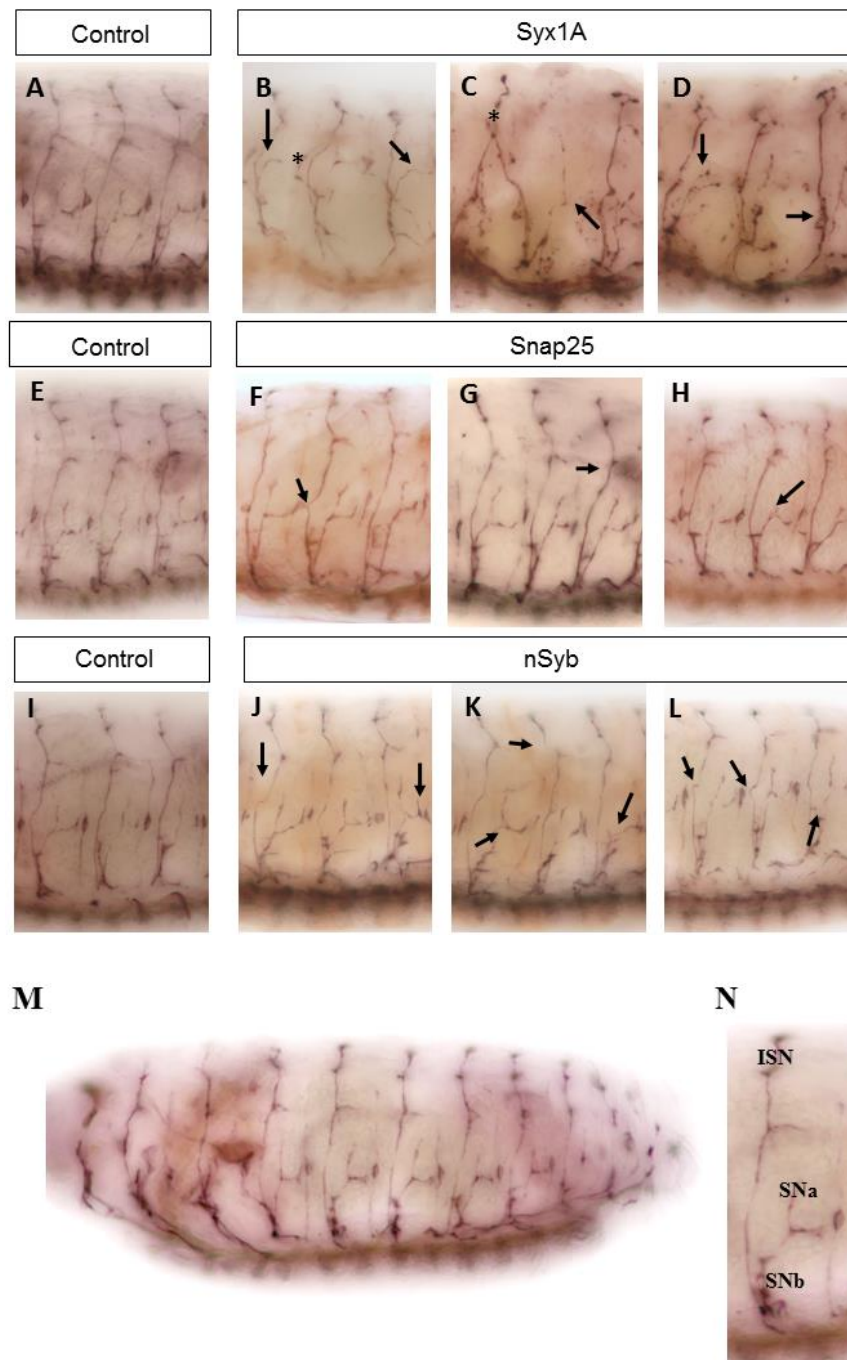 Control Syx1A
A B * C * D
Control Snap25
E F G H
Control nSyb
I J K L
M N
ISN
SNa
SNb